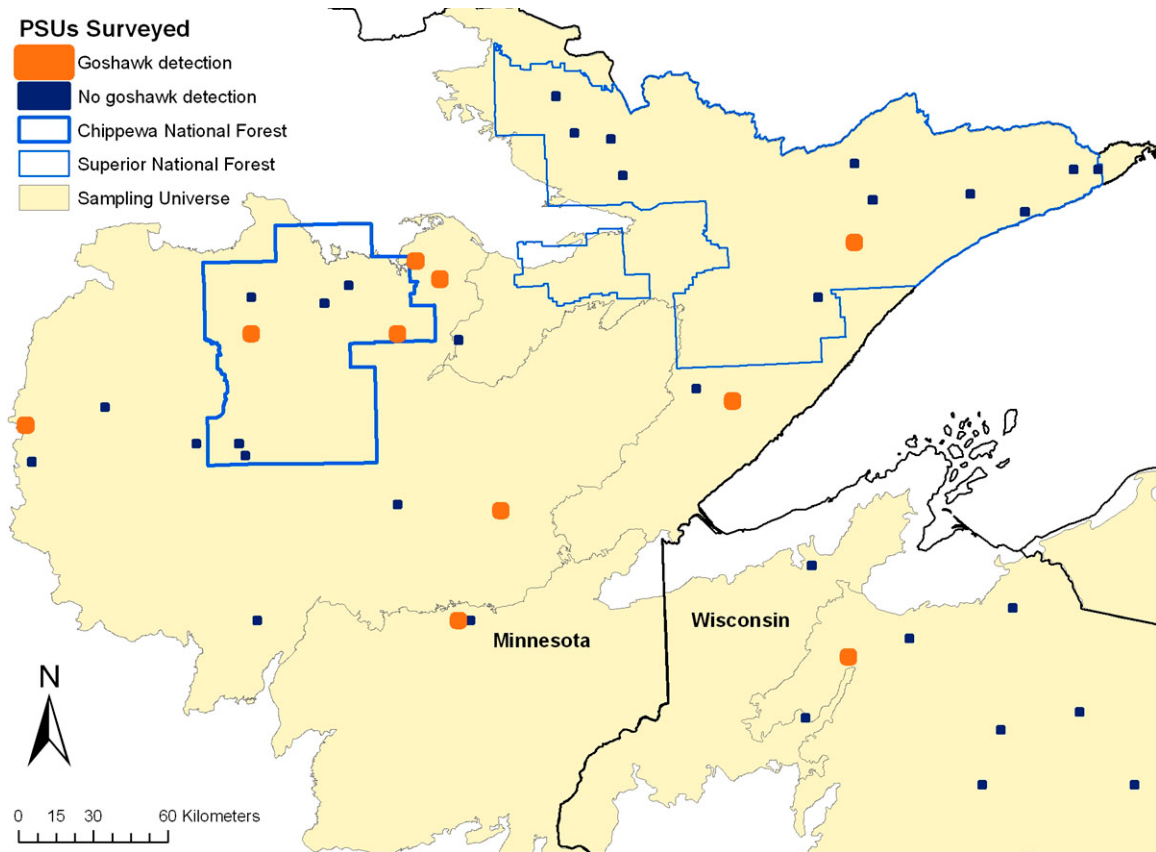 PSUs Surveyed
Goshawk detection
No goshawk detection
Chippewa National Forest
Superior National Forest
Sampling Universe
Minnesota
Wisconsin
N
0 15 30 60 Kilometers